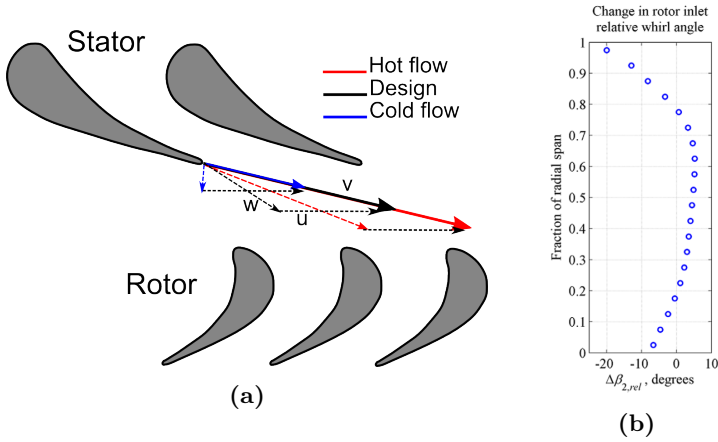 Stator
Hot flow
Design
Cold flow
v
w
u
Rotor
(a)
Change in rotor inlet
relative whirl angle
Fraction of radial span
1
0.9
0.8
0.7
0.6
0.5
0.4
0.3
0.2
0.1
0
-20 -10 0 10
Δβ2,rel , degrees
(b)